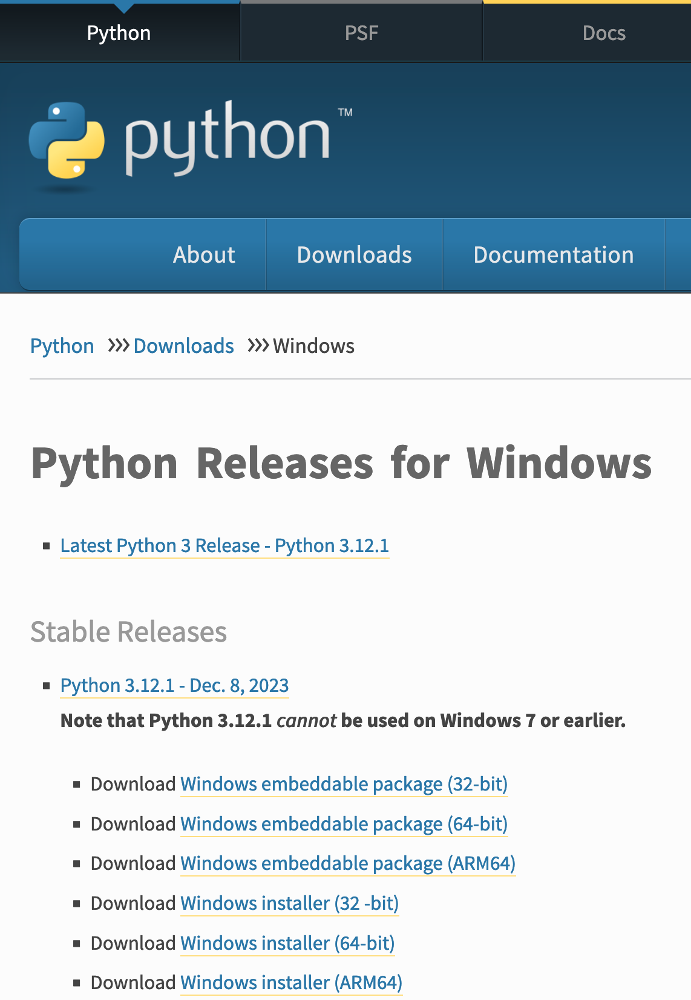 Python PSF Docs
python™
About Downloads Documentation
Python >>> Downloads >>> Windows
Python Releases for Windows
Latest Python 3 Release - Python 3.12.1
Stable Releases
Python 3.12.1 - Dec. 8, 2023
Note that Python 3.12.1 cannot be used on Windows 7 or earlier.
Download Windows embeddable package (32-bit)
Download Windows embeddable package (64-bit)
Download Windows embeddable package (ARM64)
Download Windows installer (32 -bit)
Download Windows installer (64-bit)
Download Windows installer (ARM64)